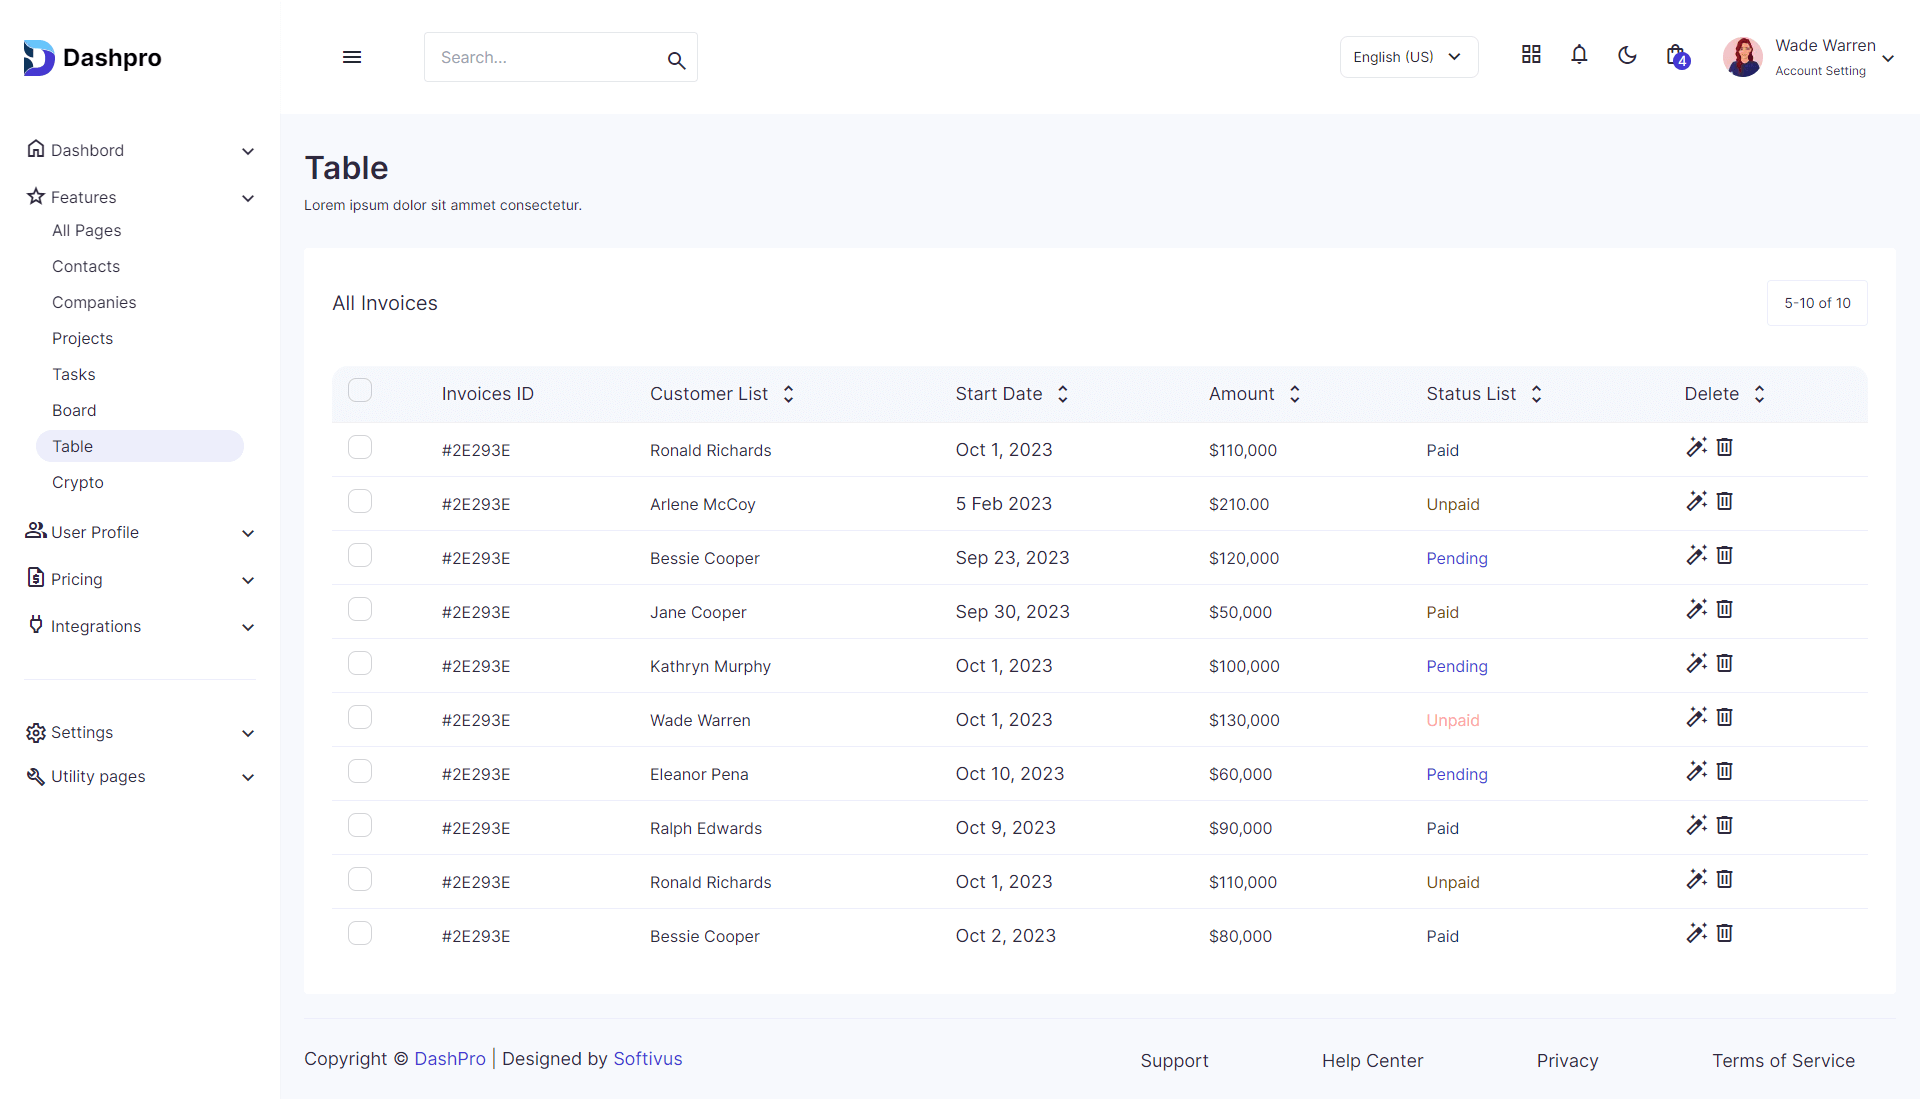 Dashpro
Search...
English (US)
4
Wade Warren
Account Setting
Dashbord
Features
All Pages
Contacts
Companies
Projects
Tasks
Board
Table
Crypto
User Profile
Pricing
Integrations
Settings
Utility pages
Table
Lorem ipsum dolor sit ammet consectetur.
All Invoices
5-10 of 10
Invoices ID Customer List Start Date Amount Status List Delete
#2E293E Ronald Richards Oct 1, 2023 $110,000 Paid
#2E293E Arlene McCoy 5 Feb 2023 $210.00 Unpaid
#2E293E Bessie Cooper Sep 23, 2023 $120,000 Pending
#2E293E Jane Cooper Sep 30, 2023 $50,000 Paid
#2E293E Kathryn Murphy Oct 1, 2023 $100,000 Pending
#2E293E Wade Warren Oct 1, 2023 $130,000 Unpaid
#2E293E Eleanor Pena Oct 10, 2023 $60,000 Pending
#2E293E Ralph Edwards Oct 9, 2023 $90,000 Paid
#2E293E Ronald Richards Oct 1, 2023 $110,000 Unpaid
#2E293E Bessie Cooper Oct 2, 2023 $80,000 Paid
Copyright © DashPro | Designed by Softivus
Support Help Center Privacy Terms of Service